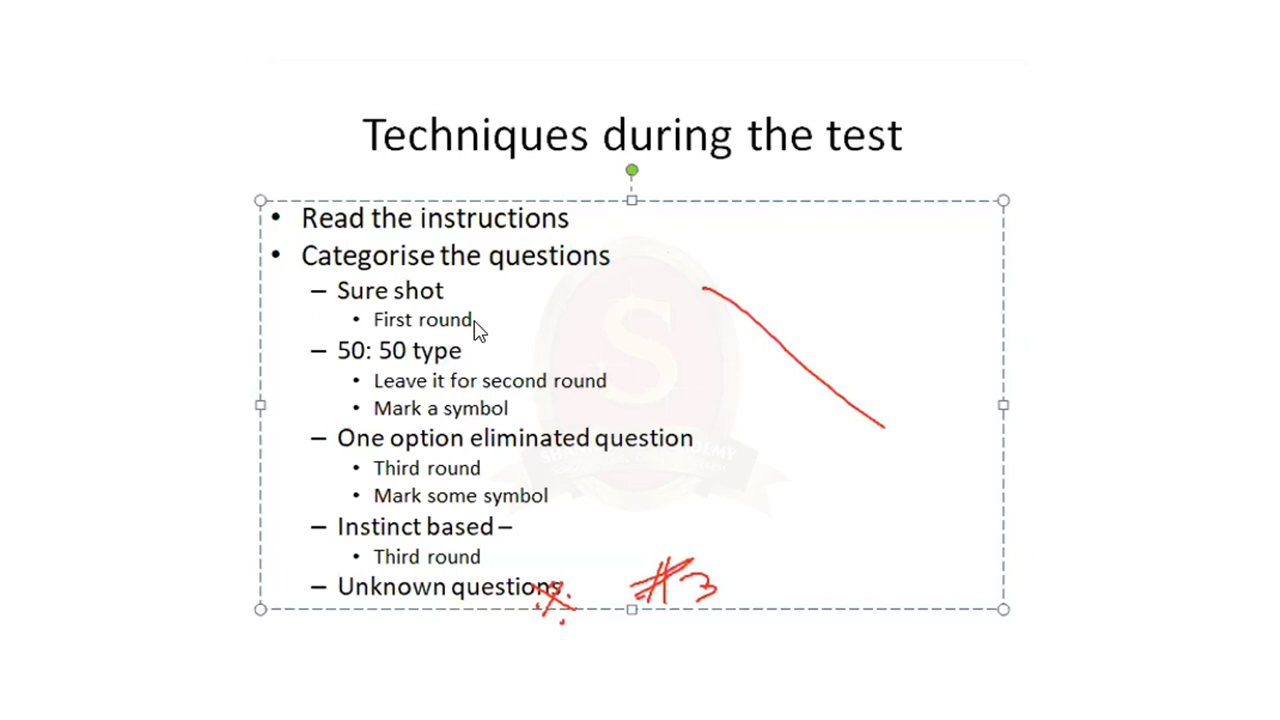 Techniques during the test
• Read the instructions
• Categorise the questions
– Sure shot
• First round
– 50: 50 type
• Leave it for second round
• Mark a symbol
– One option eliminated question
• Third round
• Mark some symbol
– Instinct based –
• Third round
– Unknown questions
#3